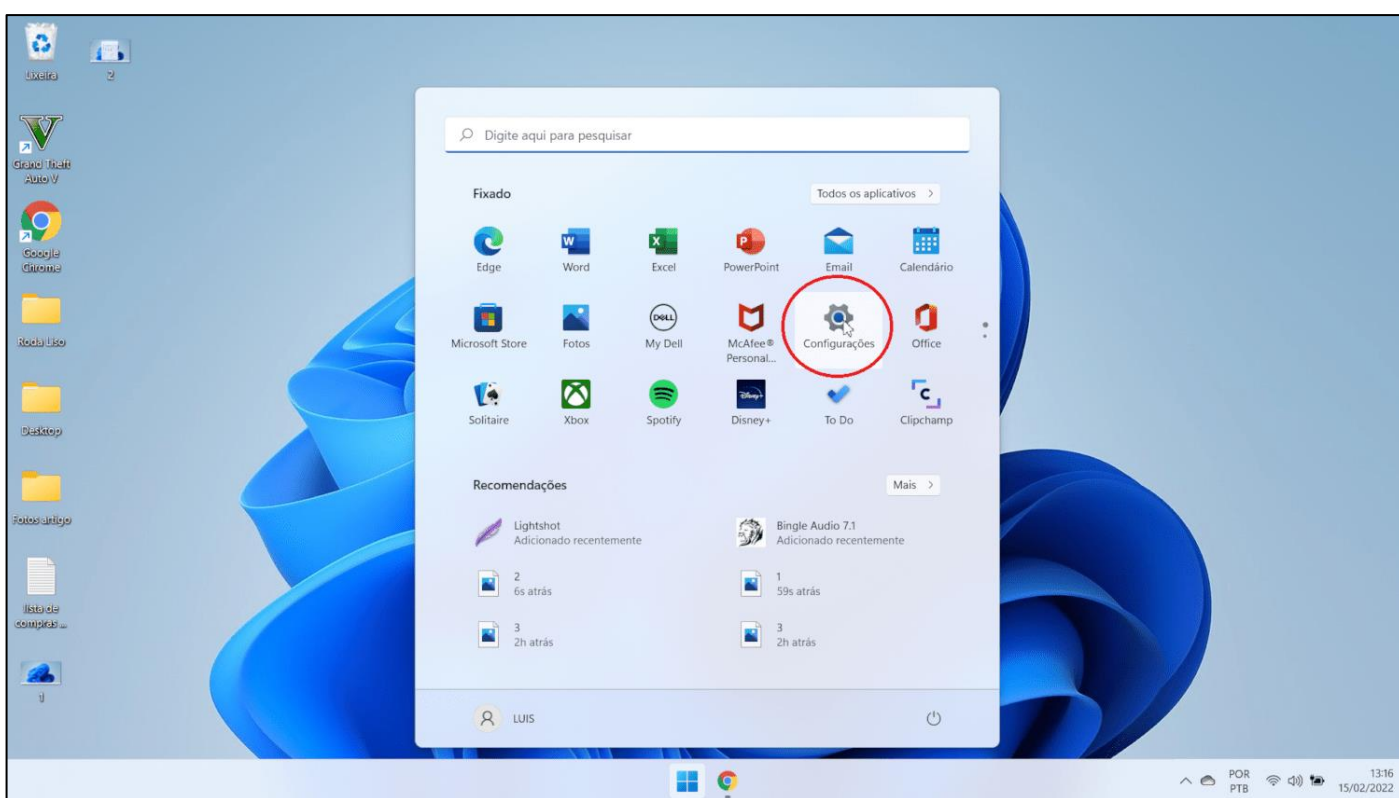 Lixeira
2
Grand Theft
Auto V
Google
Chrome
Roda Liso
Desktop
Fotos artigo
lista de
compras ...
1
Digite aqui para pesquisar
Fixado
Todos os aplicativos >
Edge
Word
Excel
PowerPoint
Email
Calendário
Microsoft Store
Fotos
DELL
My Dell
McAfee®
Personal...
Configurações
Office
Solitaire
Xbox
Spotify
Disney+
Disney+
To Do
Clipchamp
Recomendações
Mais >
Lightshot
Adicionado recentemente
Bingle Audio 7.1
Adicionado recentemente
2
6s atrás
1
59s atrás
3
2h atrás
3
2h atrás
LUIS
POR
PTB
13:16
15/02/2022